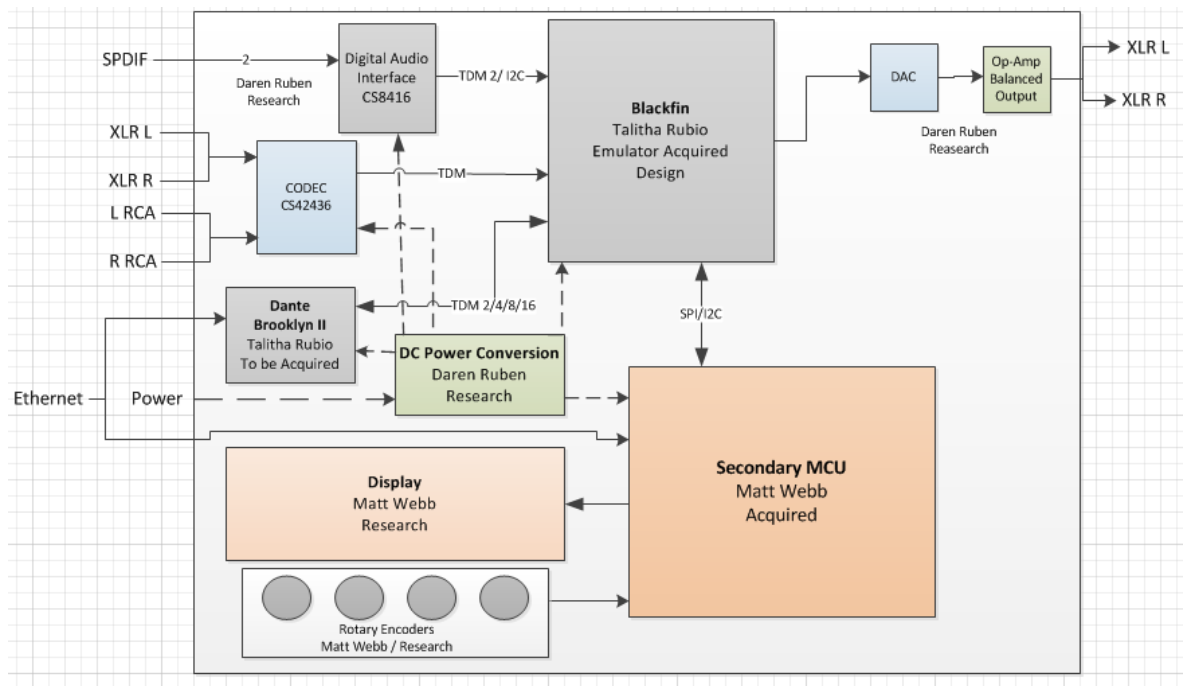 SPDIF
2
Daren Ruben
Research
Digital Audio
Interface
CS8416
TDM 2/ I2C
Blackfin
Talitha Rubio
Emulator Acquired
Design
DAC
Op-Amp
Balanced
Output
XLR L
XLR R
Daren Ruben
Reasearch
XLR L
XLR R
L RCA
R RCA
CODEC
CS42436
TDM
Dante
Brooklyn II
Talitha Rubio
To be Acquired
TDM 2/4/8/16
SPI/I2C
DC Power Conversion
Daren Ruben
Research
Ethernet
Power
Secondary MCU
Matt Webb
Acquired
Display
Matt Webb
Research
Rotary Encoders
Matt Webb / Research